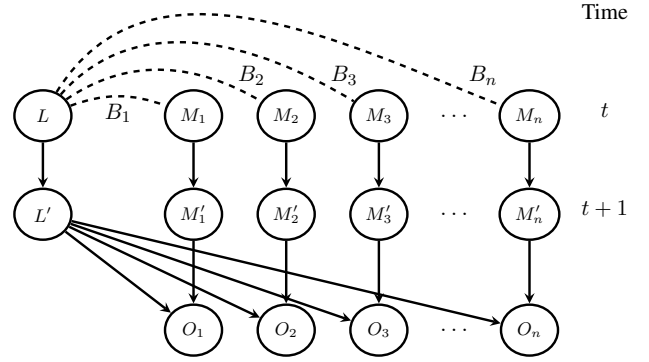 Time
B₁ B₂ B₃ Bₙ
L M₁ M₂ M₃ ... Mₙ t
L′ M′₁ M′₂ M′₃ ... M′ₙ t + 1
O₁ O₂ O₃ ... Oₙ